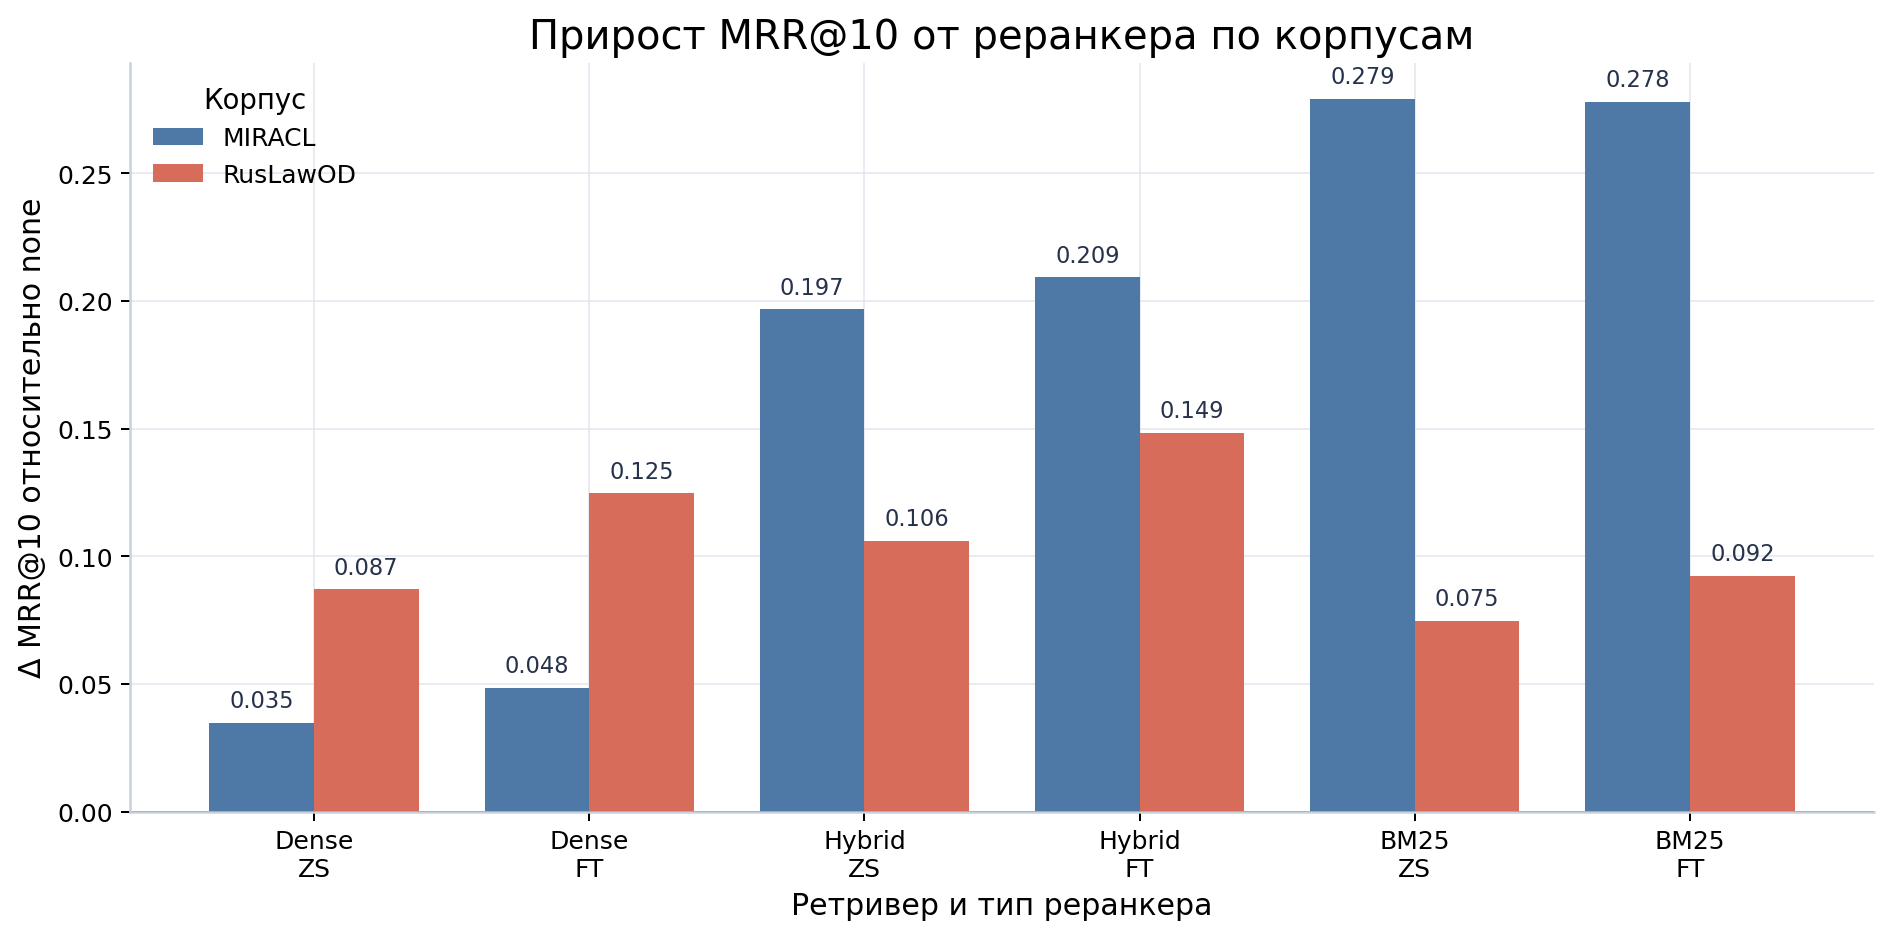 Прирост MRR@10 от реранкера по корпусам
Корпус
MIRACL
RusLawOD
Δ MRR@10 относительно none
0.25
0.20
0.15
0.10
0.05
0.00
0.035
0.087
0.048
0.125
0.197
0.106
0.209
0.149
0.279
0.075
0.278
0.092
Dense
ZS
Dense
FT
Hybrid
ZS
Hybrid
FT
BM25
ZS
BM25
FT
Ретривер и тип реранкера